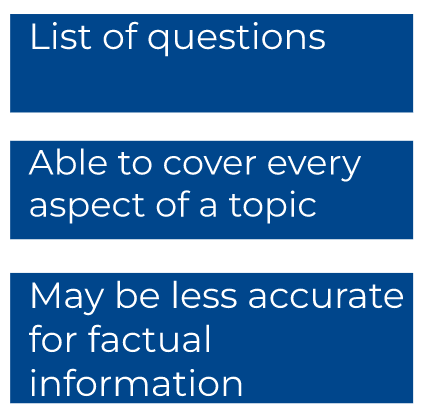 List of questions
Able to cover every
aspect of a topic
May be less accurate
for factual
information